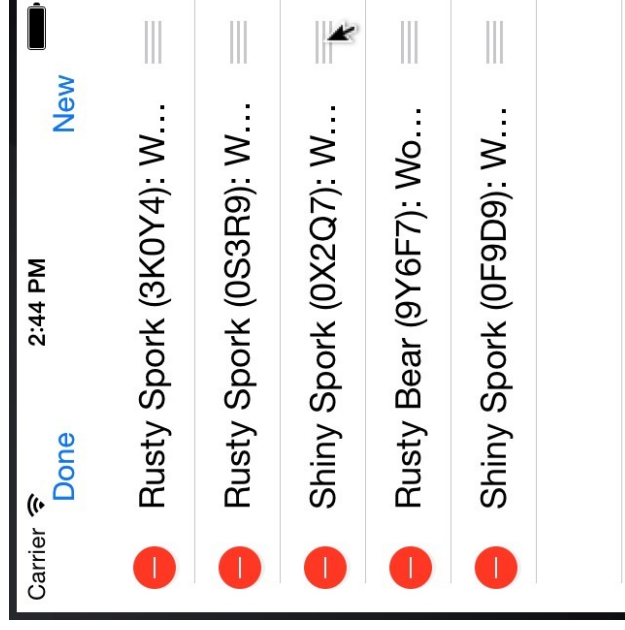 Carrier 2:44 PM
Done New
Rusty Spork (3K0Y4): W...
Rusty Spork (0S3R9): W...
Shiny Spork (0X2Q7): W...
Rusty Bear (9Y6F7): Wo...
Shiny Spork (0F9D9): W...